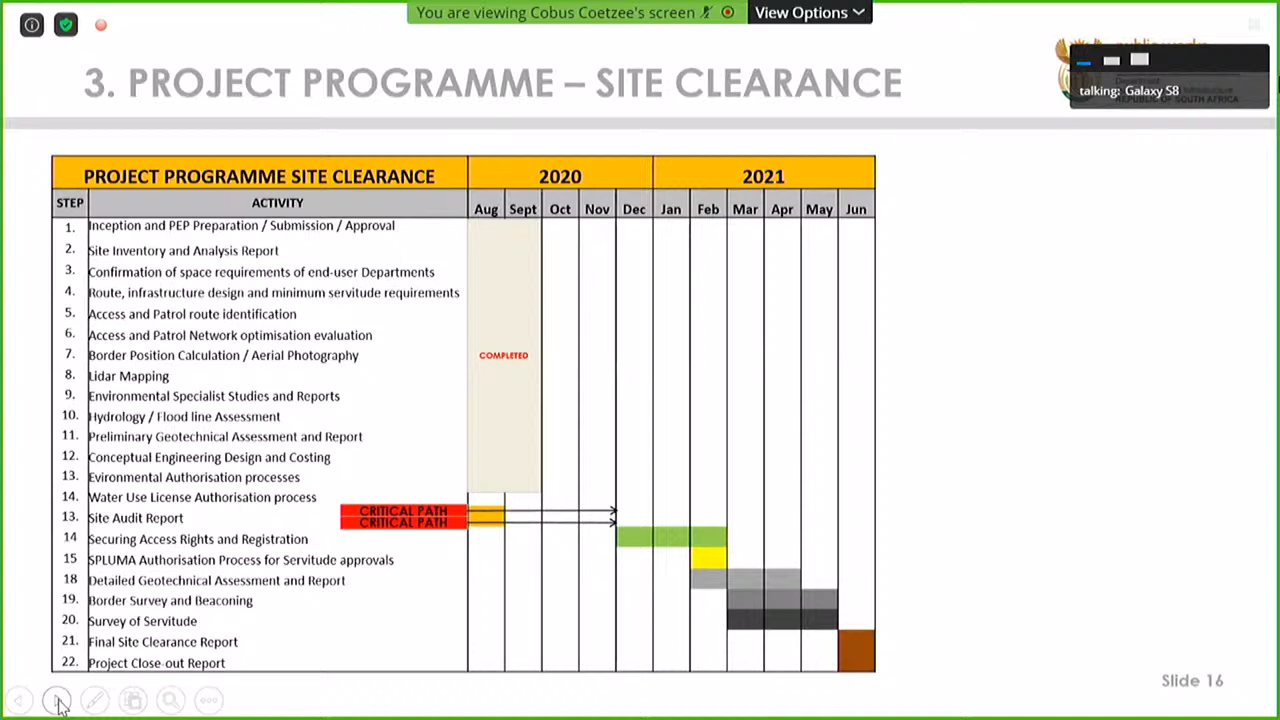 You are viewing Cobus Coetzee's screen
View Options
3. PROJECT PROGRAMME – SITE CLEARANCE
talking: Galaxy S8
REPUBLIC OF SOUTH AFRICA
PROJECT PROGRAMME SITE CLEARANCE 2020 2021
STEP ACTIVITY Aug Sept Oct Nov Dec Jan Feb Mar Apr May Jun
1. Inception and PEP Preparation / Submission / Approval
2. Site Inventory and Analysis Report
3. Confirmation of space requirements of end-user Departments
4. Route, infrastructure design and minimum servitude requirements
5. Access and Patrol route identification
6. Access and Patrol Network optimisation evaluation
7. Border Position Calculation / Aerial Photography COMPLETED
8. Lidar Mapping
9. Environmental Specialist Studies and Reports
10. Hydrology / Flood line Assessment
11. Preliminary Geotechnical Assessment and Report
12. Conceptual Engineering Design and Costing
13. Evironmental Authorisation processes
14. Water Use License Authorisation process
CRITICAL PATH
13. Site Audit Report
CRITICAL PATH
14 Securing Access Rights and Registration
15 SPLUMA Authorisation Process for Servitude approvals
18 Detailed Geotechnical Assessment and Report
19. Border Survey and Beaconing
20. Survey of Servitude
21. Final Site Clearance Report
22. Project Close-out Report
Slide 16